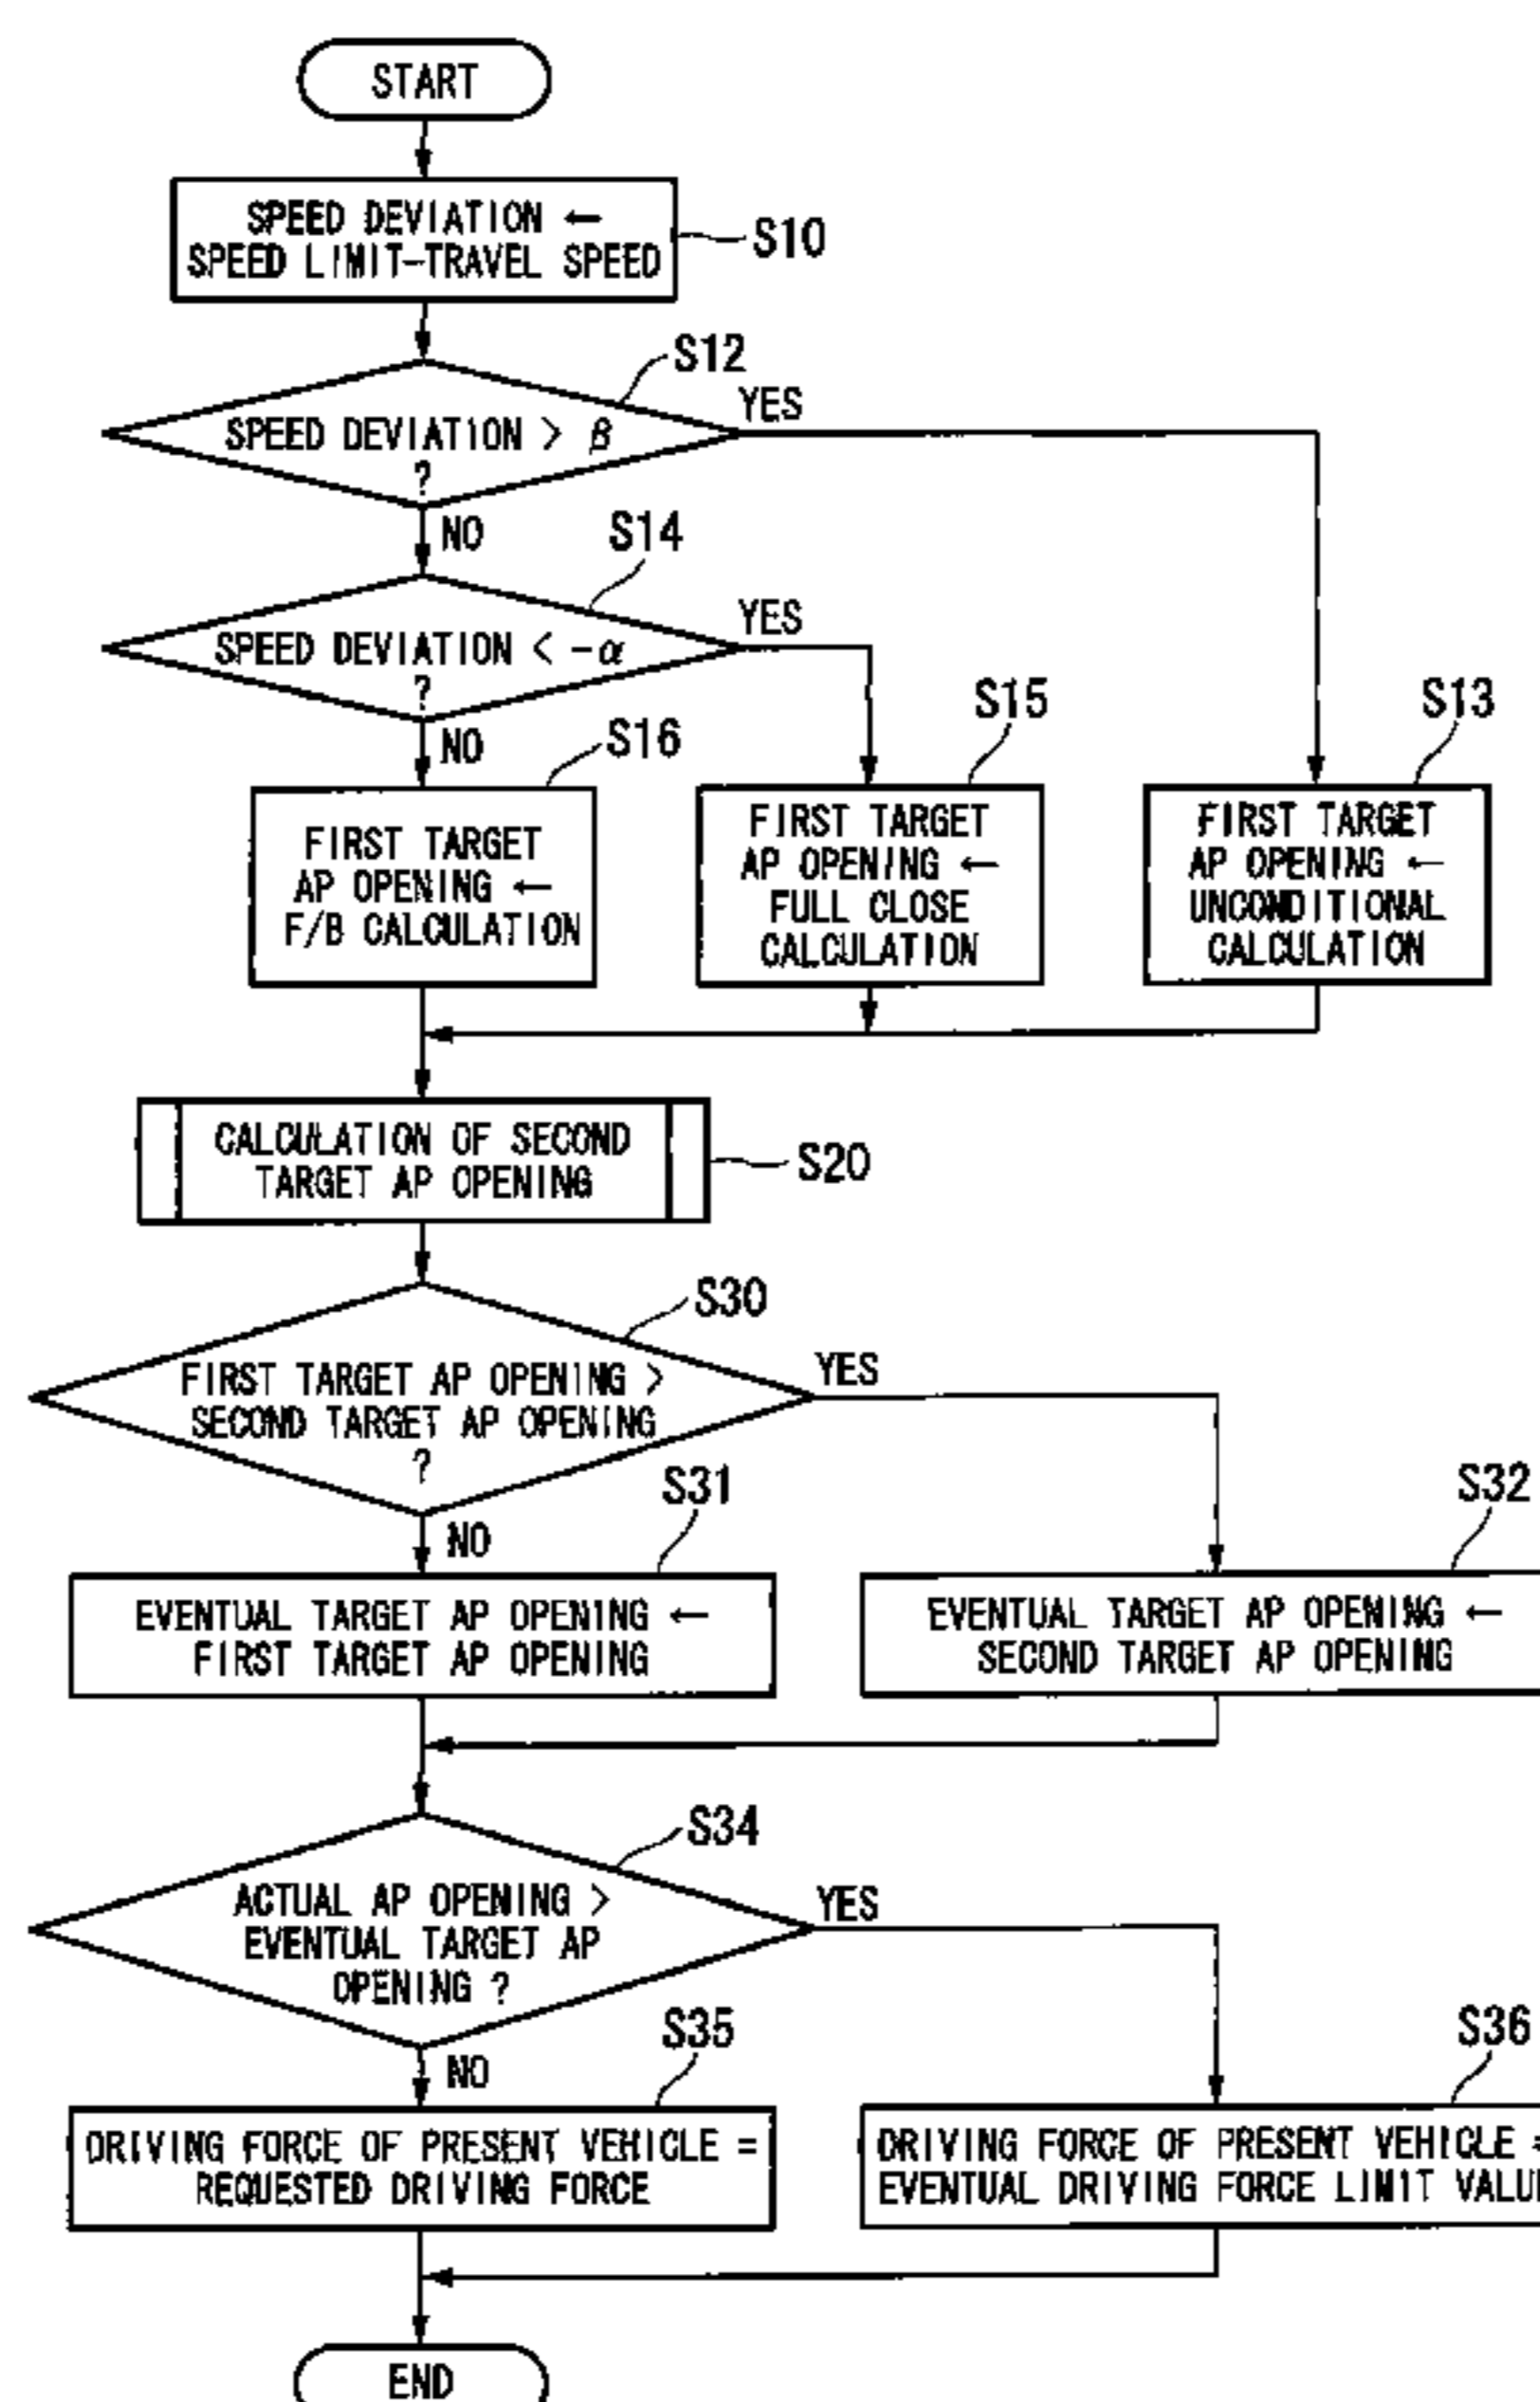 START
SPEED DEVIATION ←
SPEED LIMIT-TRAVEL SPEED
S10
S12
SPEED DEVIATION > β
?
YES
NO
S14
SPEED DEVIATION < -α
?
YES
NO
S16
S15
S13
FIRST TARGET
AP OPENING ←
F/B CALCULATION
FIRST TARGET
AP OPENING ←
FULL CLOSE
CALCULATION
FIRST TARGET
AP OPENING ←
UNCONDITIONAL
CALCULATION
CALCULATION OF SECOND
TARGET AP OPENING
S20
S30
FIRST TARGET AP OPENING >
SECOND TARGET AP OPENING
?
YES
NO
S31
S32
EVENTUAL TARGET AP OPENING ←
FIRST TARGET AP OPENING
EVENTUAL TARGET AP OPENING ←
SECOND TARGET AP OPENING
S34
ACTUAL AP OPENING >
EVENTUAL TARGET AP
OPENING ?
YES
NO
S35
S36
DRIVING FORCE OF PRESENT VEHICLE =
REQUESTED DRIVING FORCE
DRIVING FORCE OF PRESENT VEHICLE =
EVENTUAL DRIVING FORCE LIMIT
END